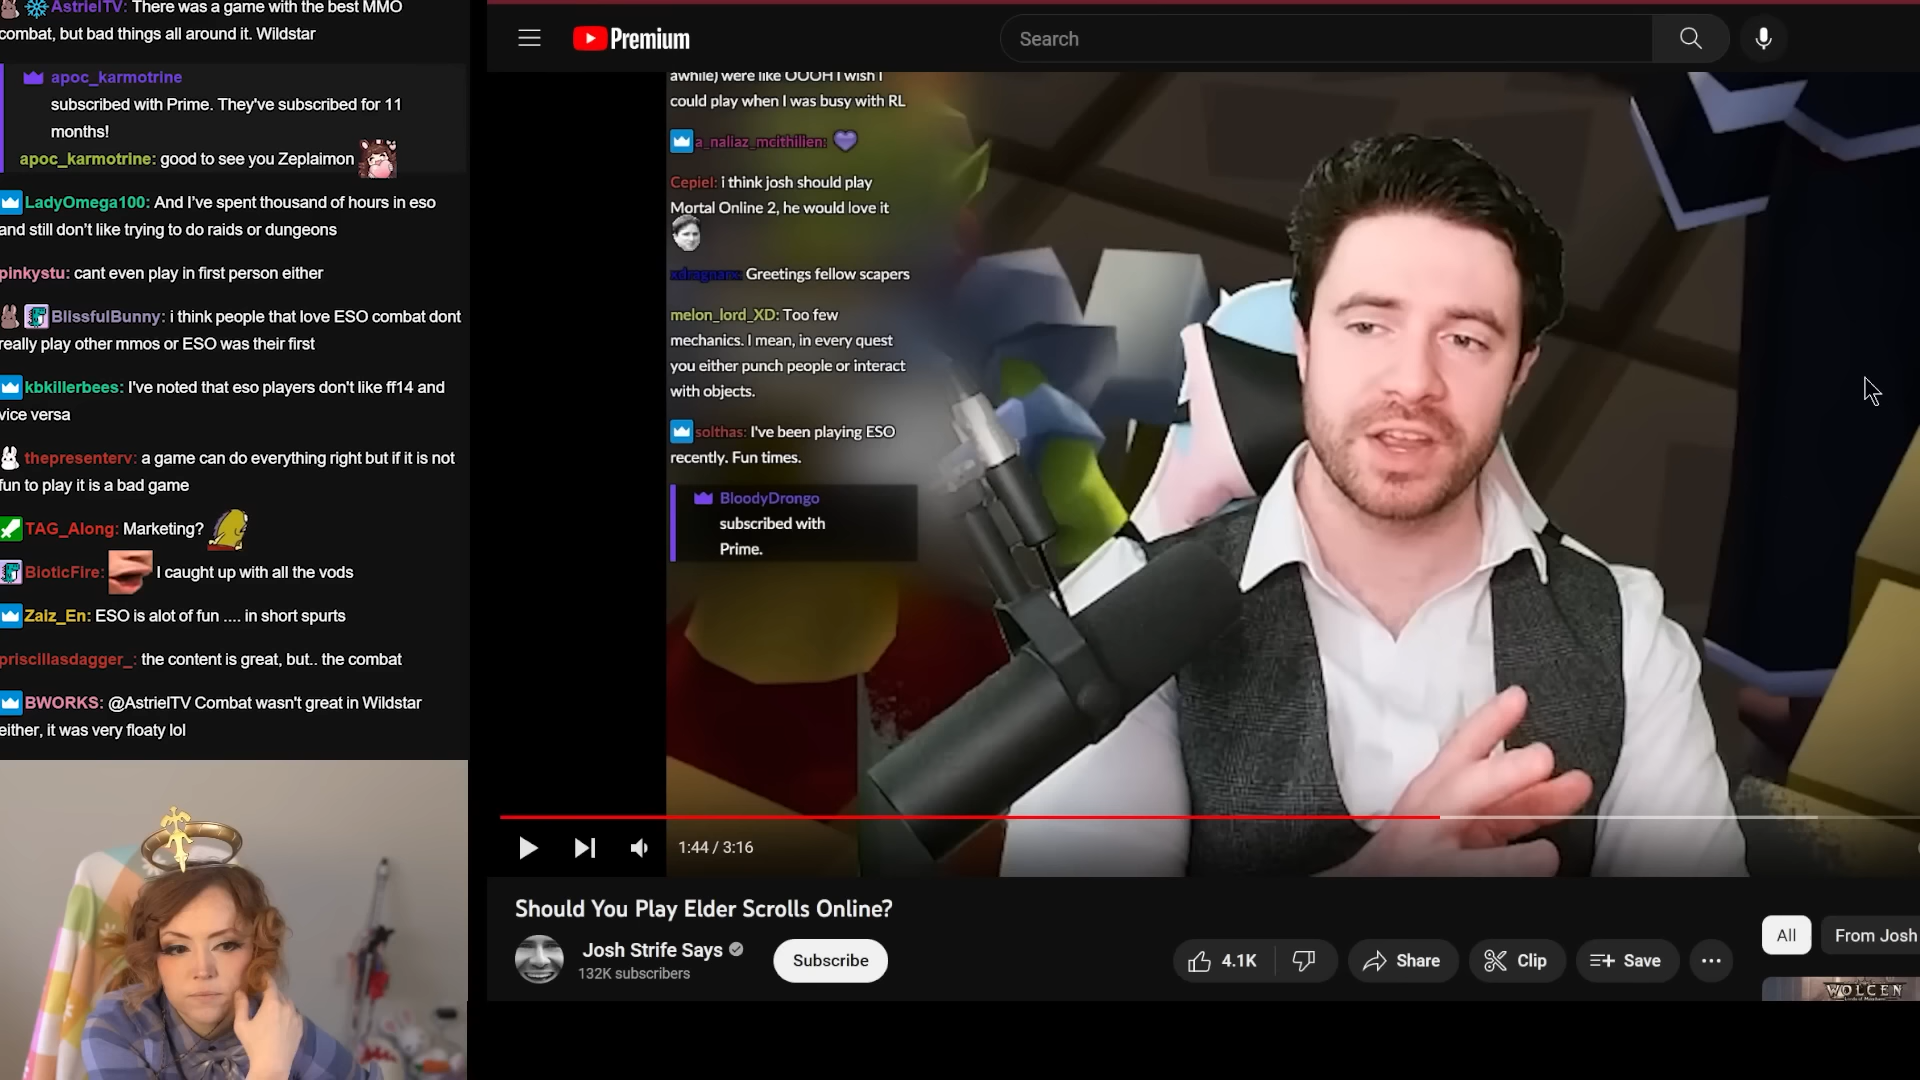 AstrielTV: There was a game with the best MMO
combat, but bad things all around it. Wildstar
apoc_karmotrine
subscribed with Prime. They've subscribed for 11
months!
apoc_karmotrine: good to see you Zeplaimon
LadyOmega100: And I've spent thousand of hours in eso
and still don't like trying to do raids or dungeons
pinkystu: cant even play in first person either
BlissfulBunny: i think people that love ESO combat dont
really play other mmos or ESO was their first
kbkillerbees: I've noted that eso players don't like ff14 and
vice versa
thepresenterv: a game can do everything right but if it is not
fun to play it is a bad game
TAG_Along: Marketing?
BioticFire: I caught up with all the vods
Zaiz_En: ESO is alot of fun .... in short spurts
priscillasdagger_: the content is great, but.. the combat
BWORKS: @AstrielTV Combat wasn't great in Wildstar
either, it was very floaty lol
Premium
Search
awhile) were like OOOH I wish I
could play when I was busy with RL
a_naliaz_mcithilien:
Cepiel: i think josh should play
Mortal Online 2, he would love it
xdragnarx: Greetings fellow scapers
melon_lord_XD: Too few
mechanics. I mean, in every quest
you either punch people or interact
with objects.
solthas: I've been playing ESO
recently. Fun times.
BloodyDrongo
subscribed with
Prime.
1:44 / 3:16
Should You Play Elder Scrolls Online?
Josh Strife Says
132K subscribers
Subscribe
4.1K
Share
Clip
Save
All
From Josh
WOLCEN